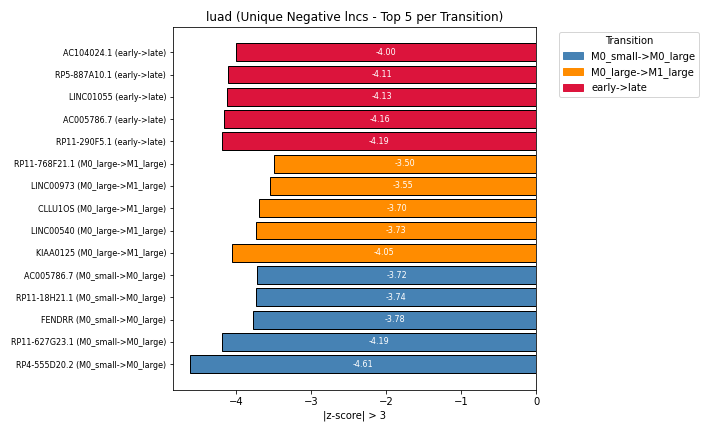 luad (Unique Negative lncs - Top 5 per Transition)
AC104024.1 (early->late) -4.00
RP5-887A10.1 (early->late) -4.11
LINC01055 (early->late) -4.13
AC005786.7 (early->late) -4.16
RP11-290F5.1 (early->late) -4.19
RP11-768F21.1 (M0_large->M1_large) -3.50
LINC00973 (M0_large->M1_large) -3.55
CLLU1OS (M0_large->M1_large) -3.70
LINC00540 (M0_large->M1_large) -3.73
KIAA0125 (M0_large->M1_large) -4.05
AC005786.7 (M0_small->M0_large) -3.72
RP11-18H21.1 (M0_small->M0_large) -3.74
FENDRR (M0_small->M0_large) -3.78
RP11-627G23.1 (M0_small->M0_large) -4.19
RP4-555D20.2 (M0_small->M0_large) -4.61
−4 −3 −2 −1 0
|z-score| > 3
Transition
M0_small->M0_large
M0_large->M1_large
early->late